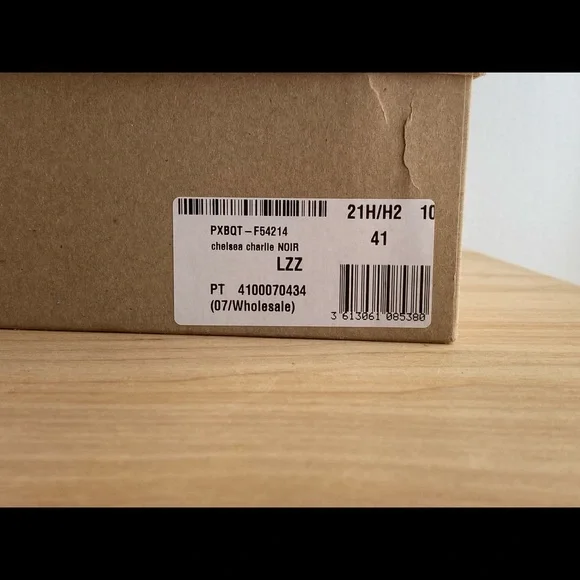 21H/H2 10
PXBQT-F54214
41
chelsea charlie NOIR
LZZ
PT 4100070434
(07/Wholesale)
3 613061 085380